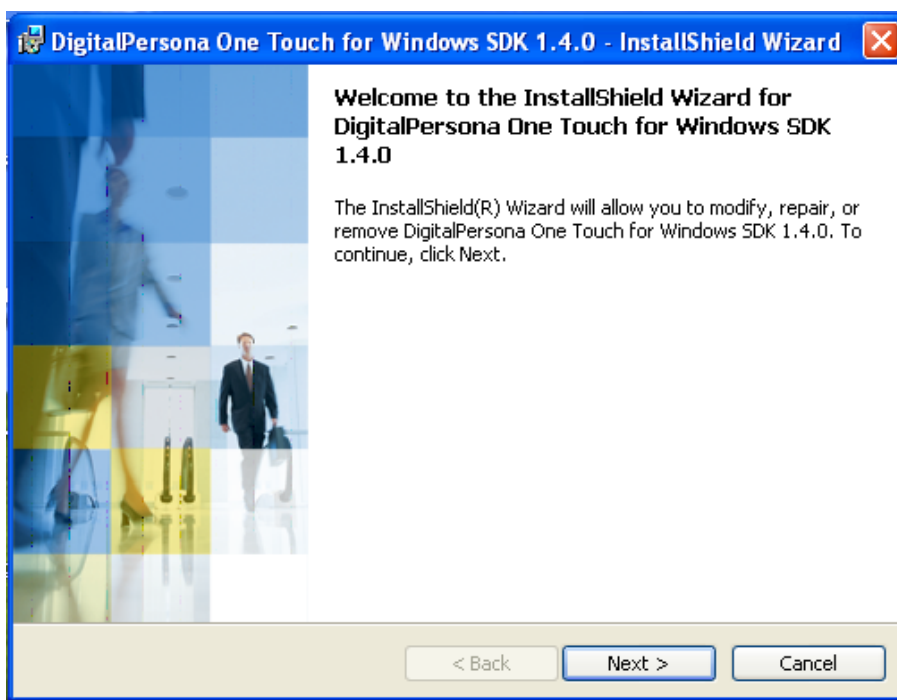 DigitalPersona One Touch for Windows SDK 1.4.0 - InstallShield Wizard
Welcome to the InstallShield Wizard for
DigitalPersona One Touch for Windows SDK
1.4.0
The InstallShield(R) Wizard will allow you to modify, repair, or
remove DigitalPersona One Touch for Windows SDK 1.4.0. To
continue, click Next.
< Back
Next >
Cancel